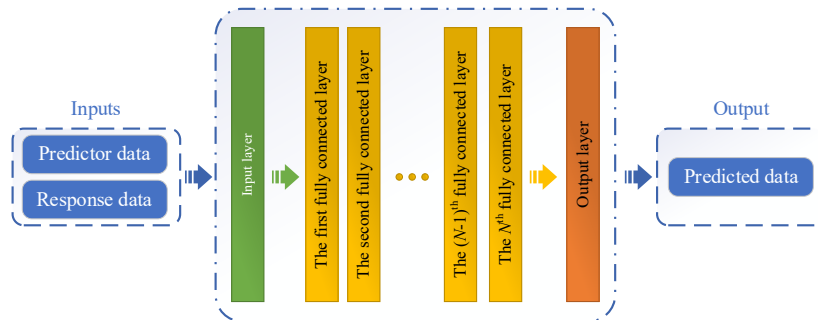 Inputs
Predictor data
Response data
Input layer
The first fully connected layer
The second fully connected layer
The (N-1)th fully connected layer
The Nth fully connected layer
Output layer
Output
Predicted data